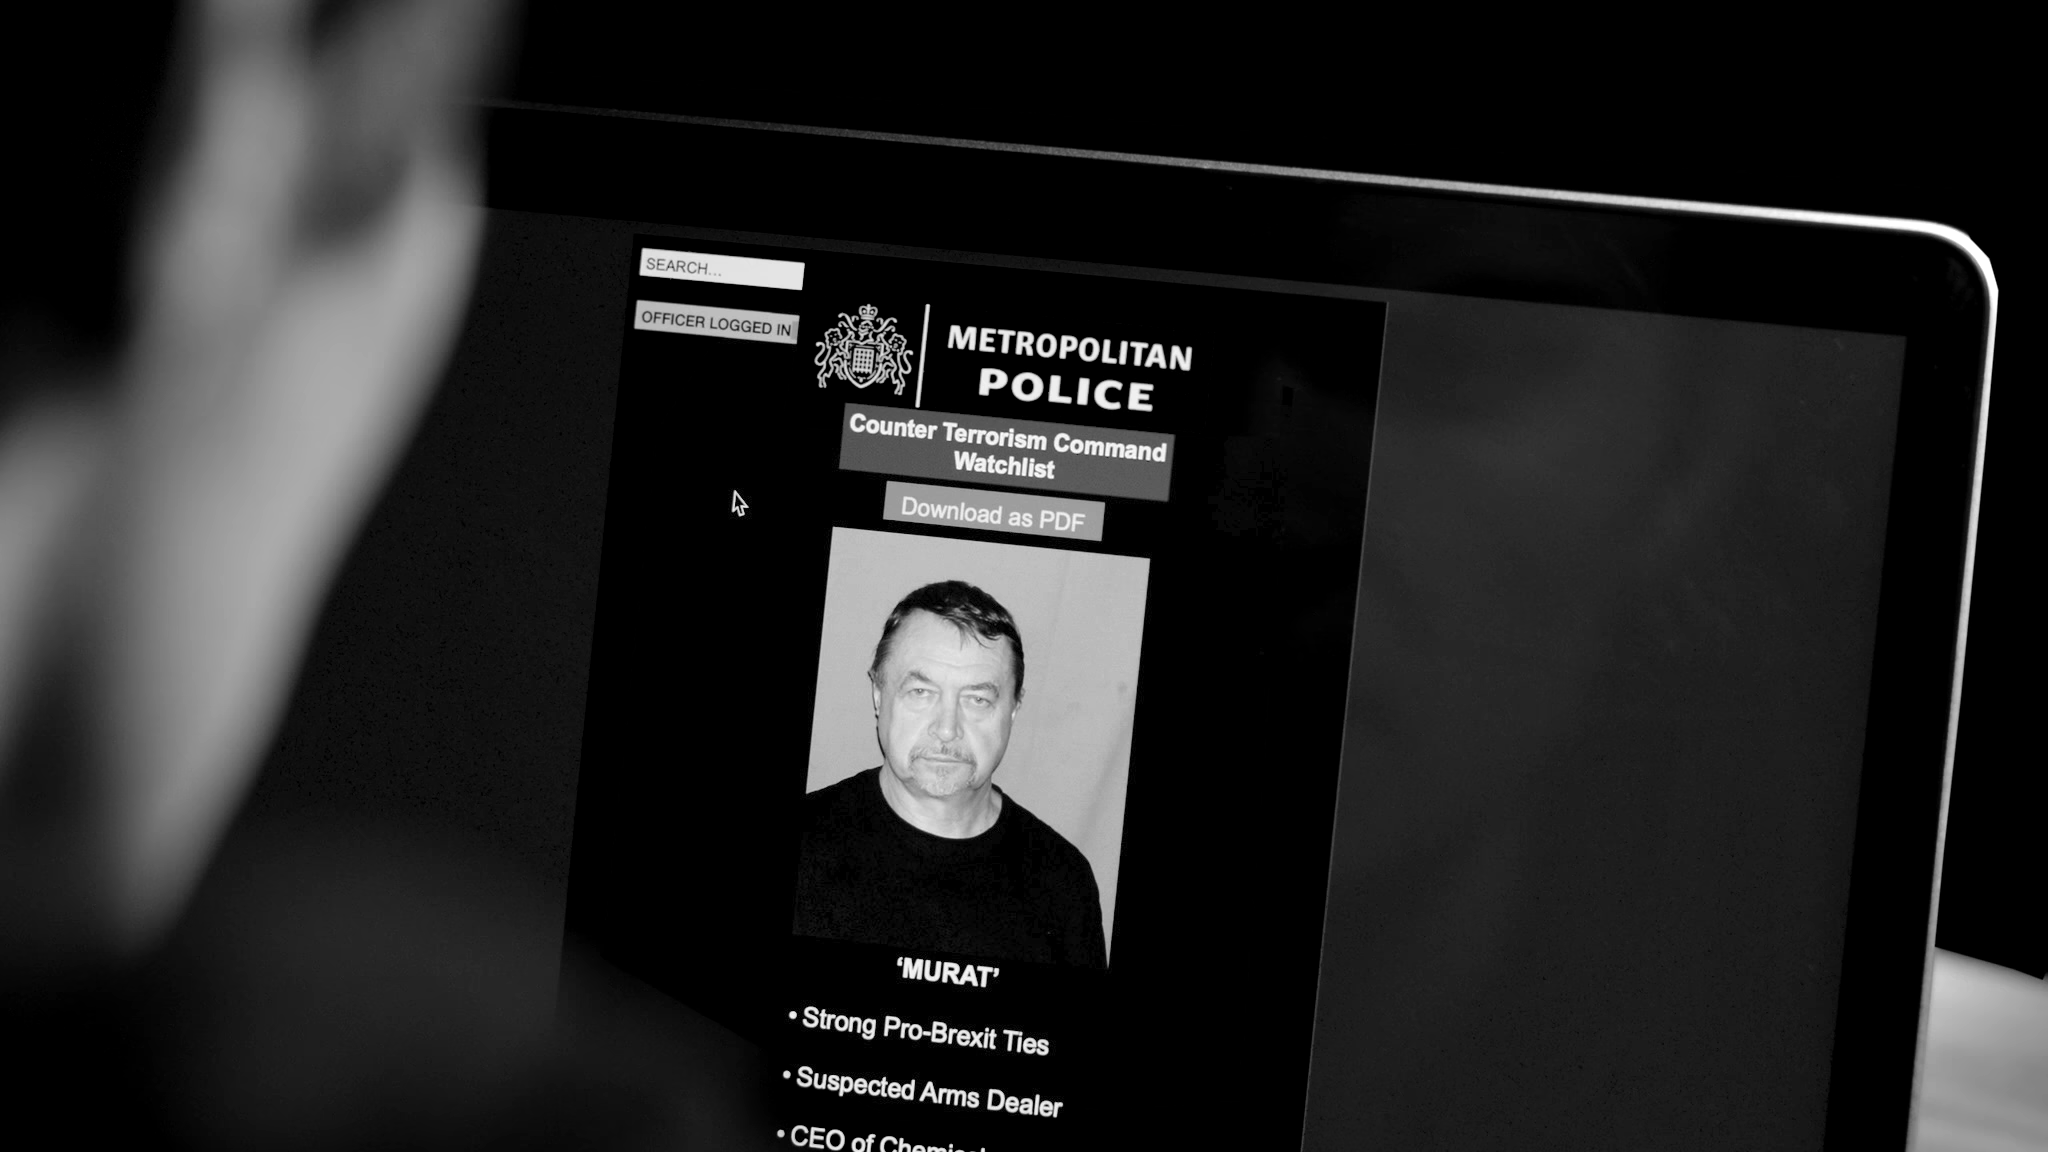 SEARCH...
OFFICER LOGGED IN
METROPOLITAN
POLICE
Counter Terrorism Command
Watchlist
Download as PDF
‘MURAT’
• Strong Pro-Brexit Ties
• Suspected Arms Dealer
• CEO of